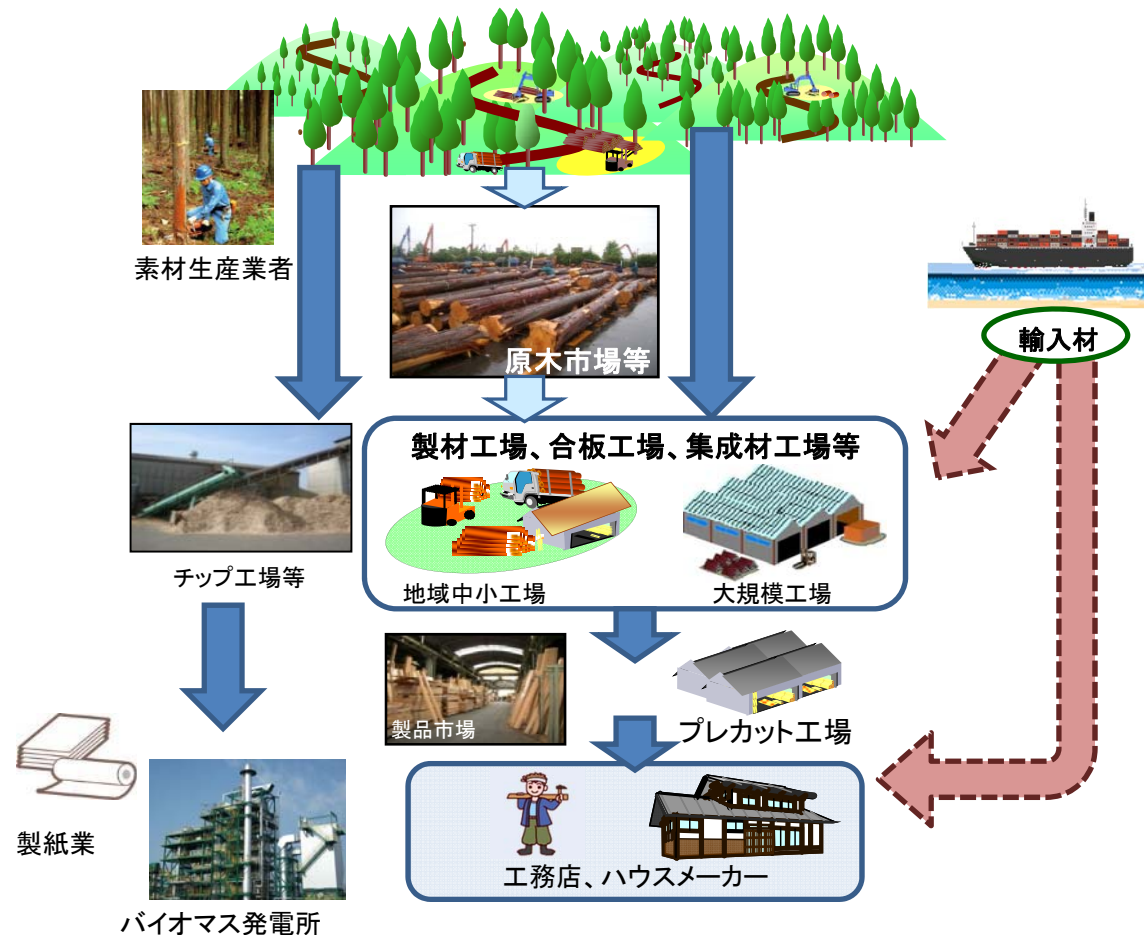 素材生産業者
原木市場等
輸入材
製材工場、合板工場、集成材工場等
地域中小工場
大規模工場
チップ工場等
製品市場
プレカット工場
製紙業
工務店、ハウスメーカー
バイオマス発電所